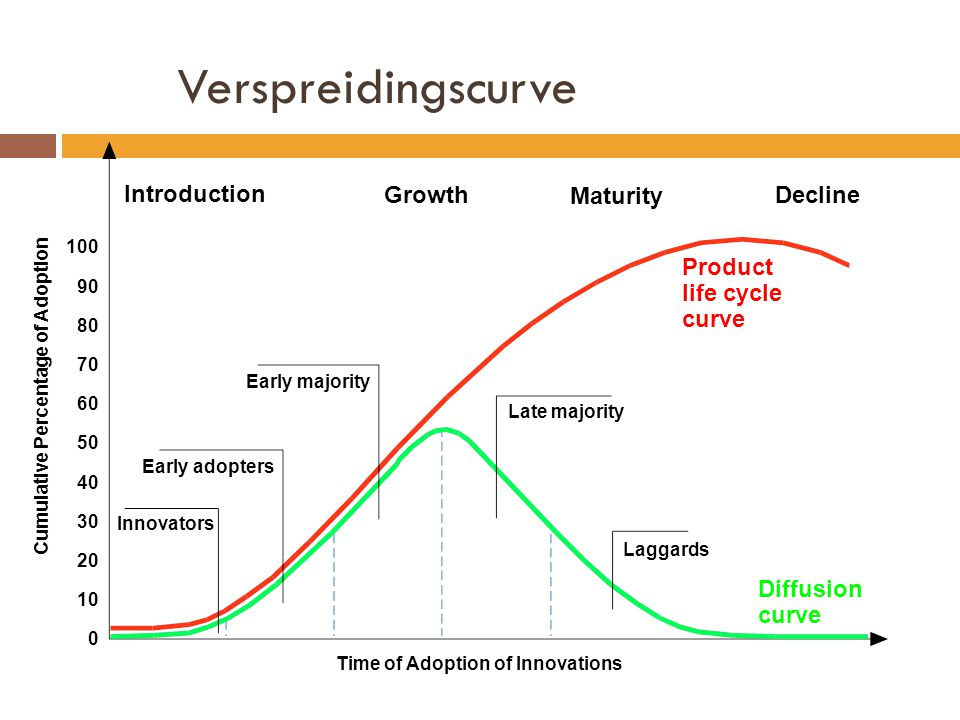 Verspreidingscurve
Introduction
Growth
Maturity
Decline
Cumulative Percentage of Adoption
100
90
80
70
60
50
40
30
20
10
0
Product
life cycle
curve
Early majority
Late majority
Early adopters
Innovators
Laggards
Diffusion
curve
Time of Adoption of Innovations